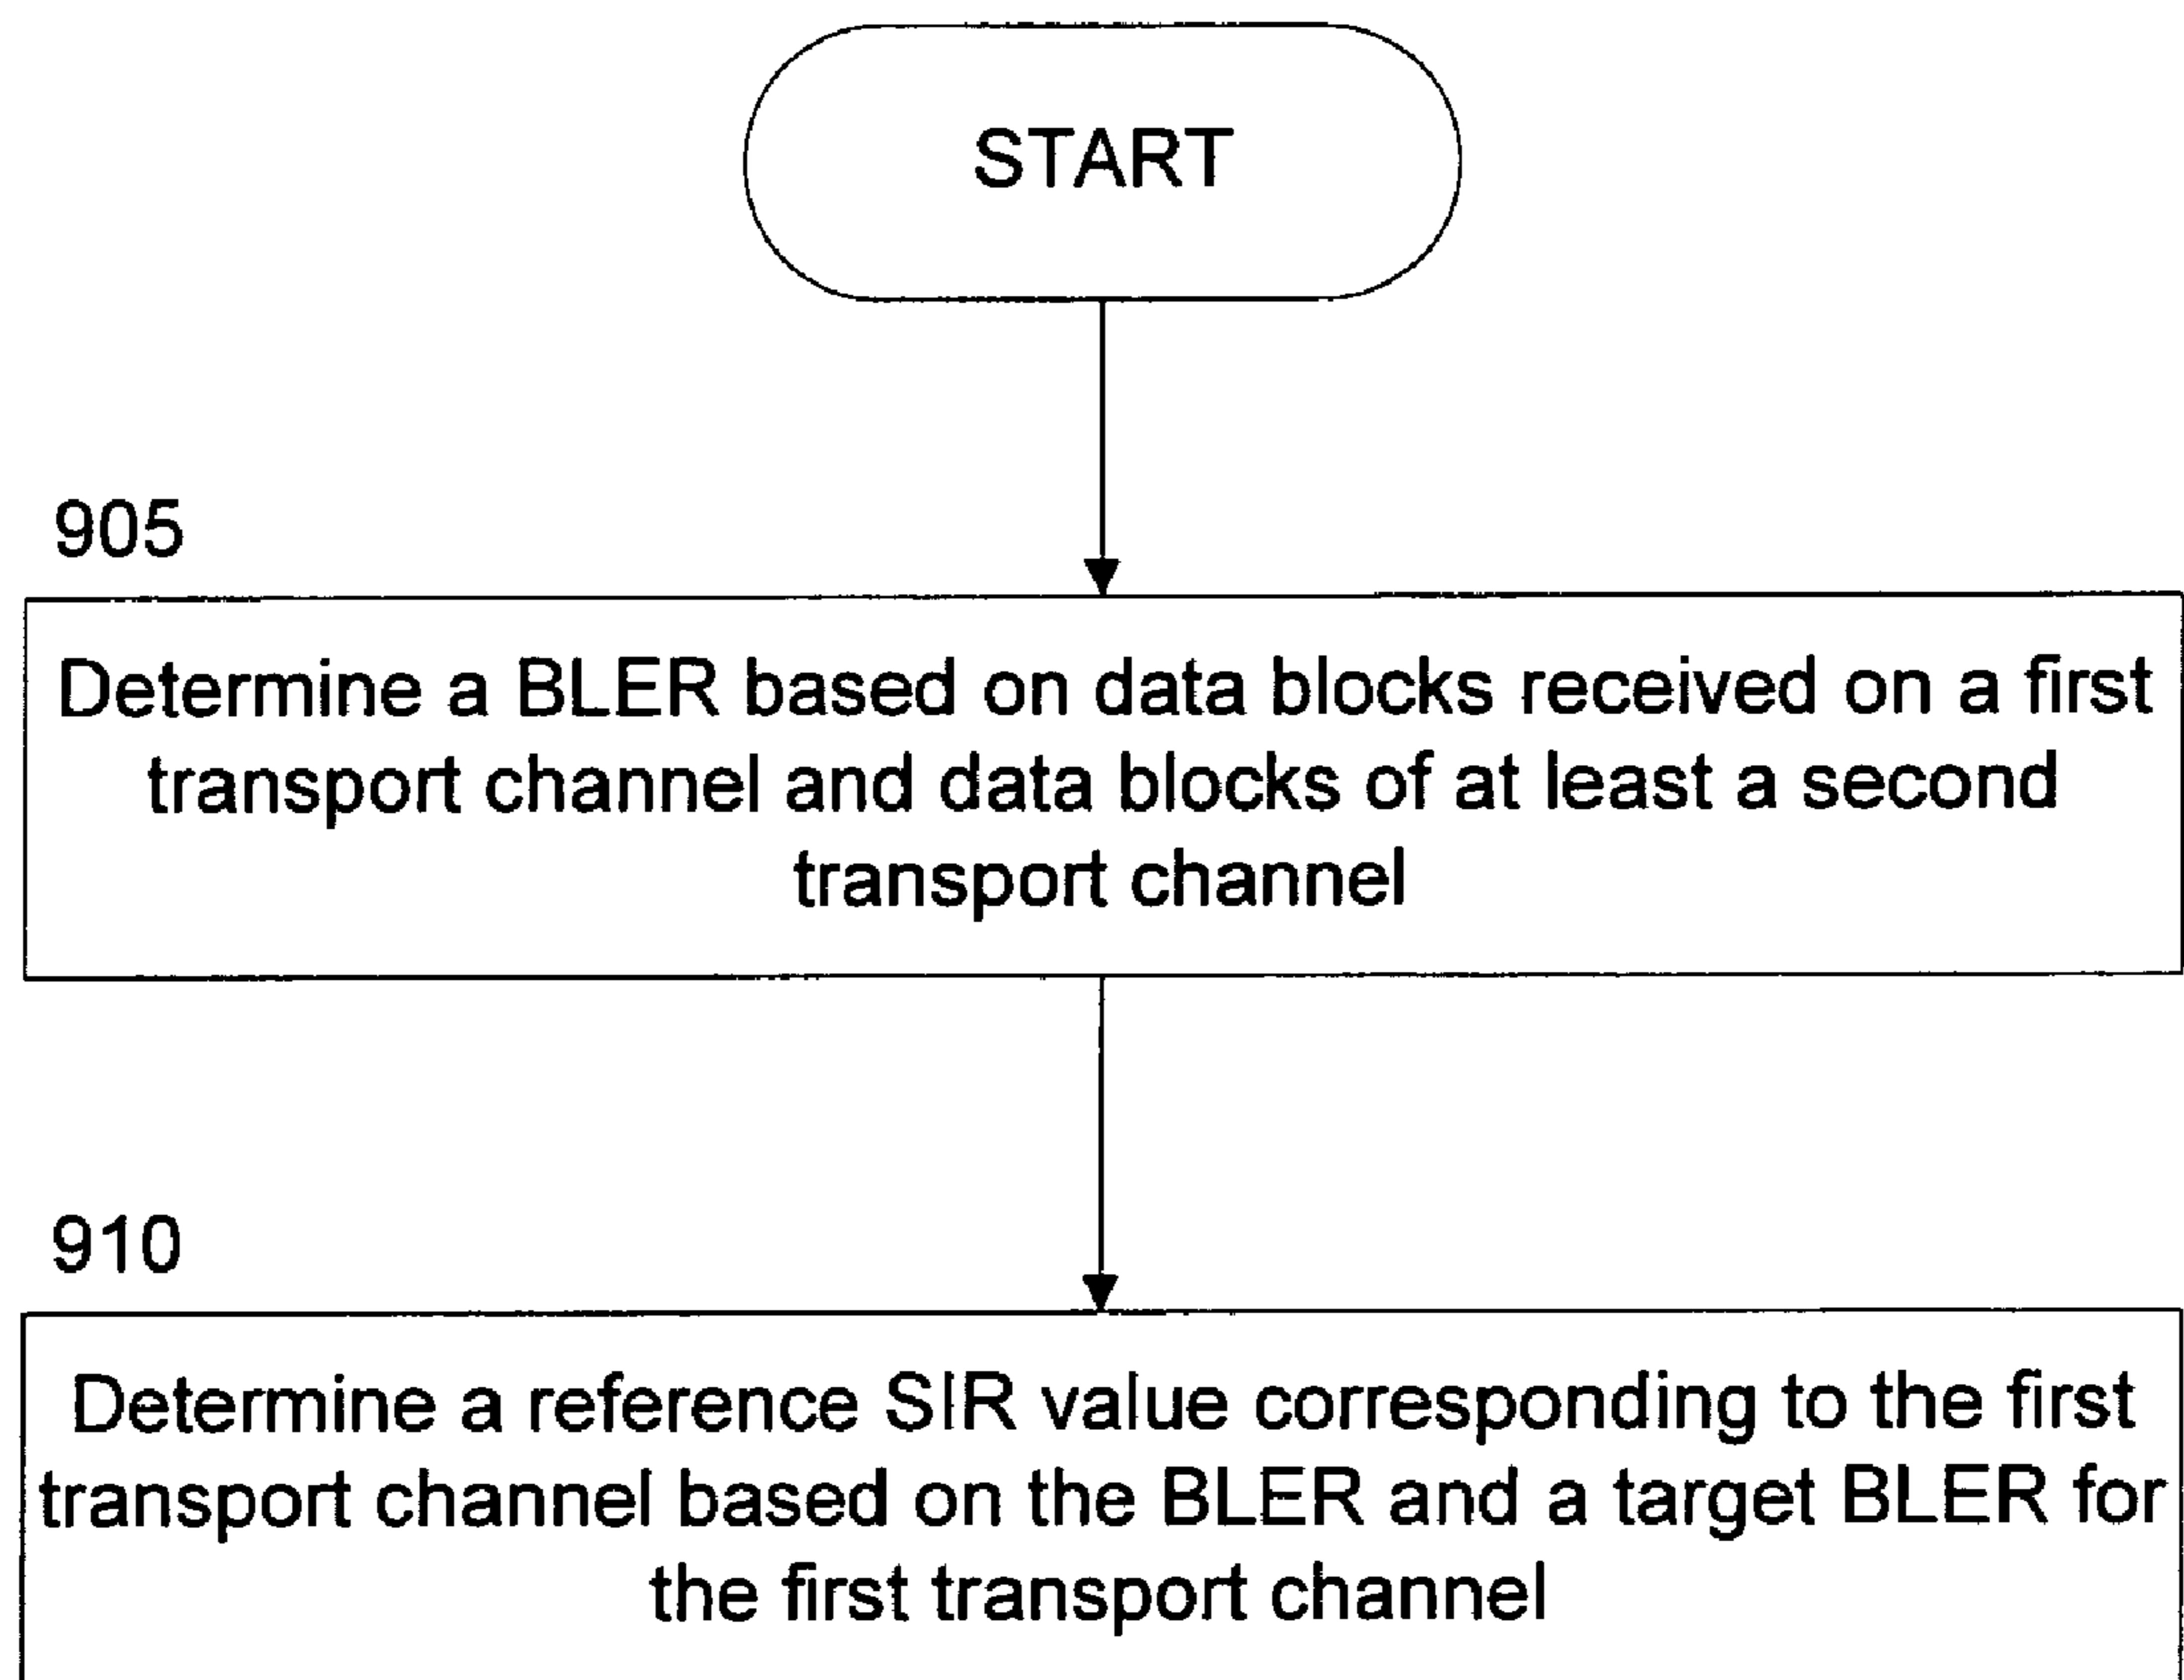 START
905
Determine a BLER based on data blocks received on a first
transport channel and data blocks of at least a second
transport channel
910
Determine a reference SIR value corresponding to the first
transport channel based on the BLER and a target BLER for
the first transport channel